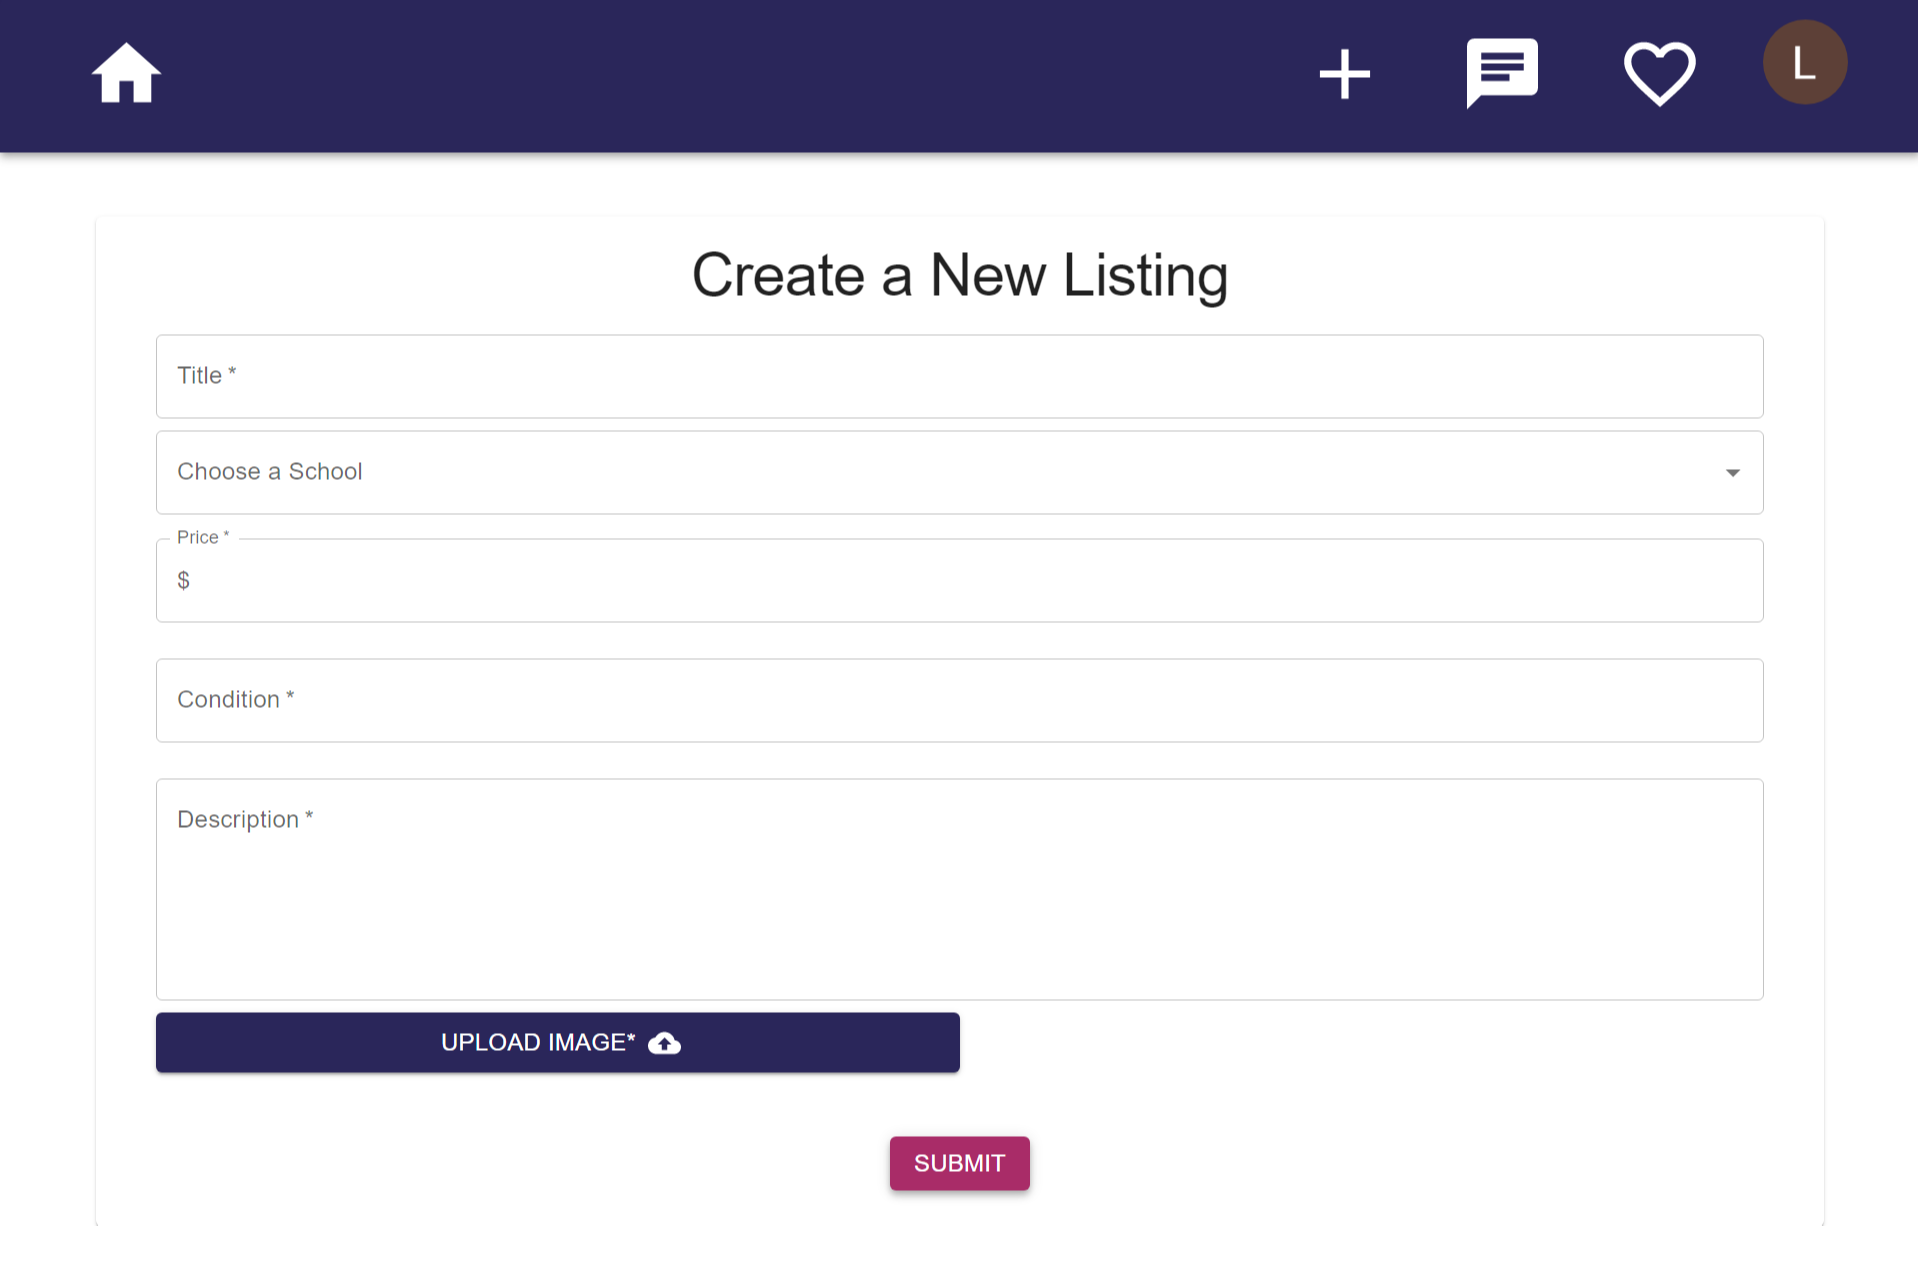 L
Create a New Listing
Title *
Choose a School
Price *
$
Condition *
Description *
UPLOAD IMAGE*
SUBMIT